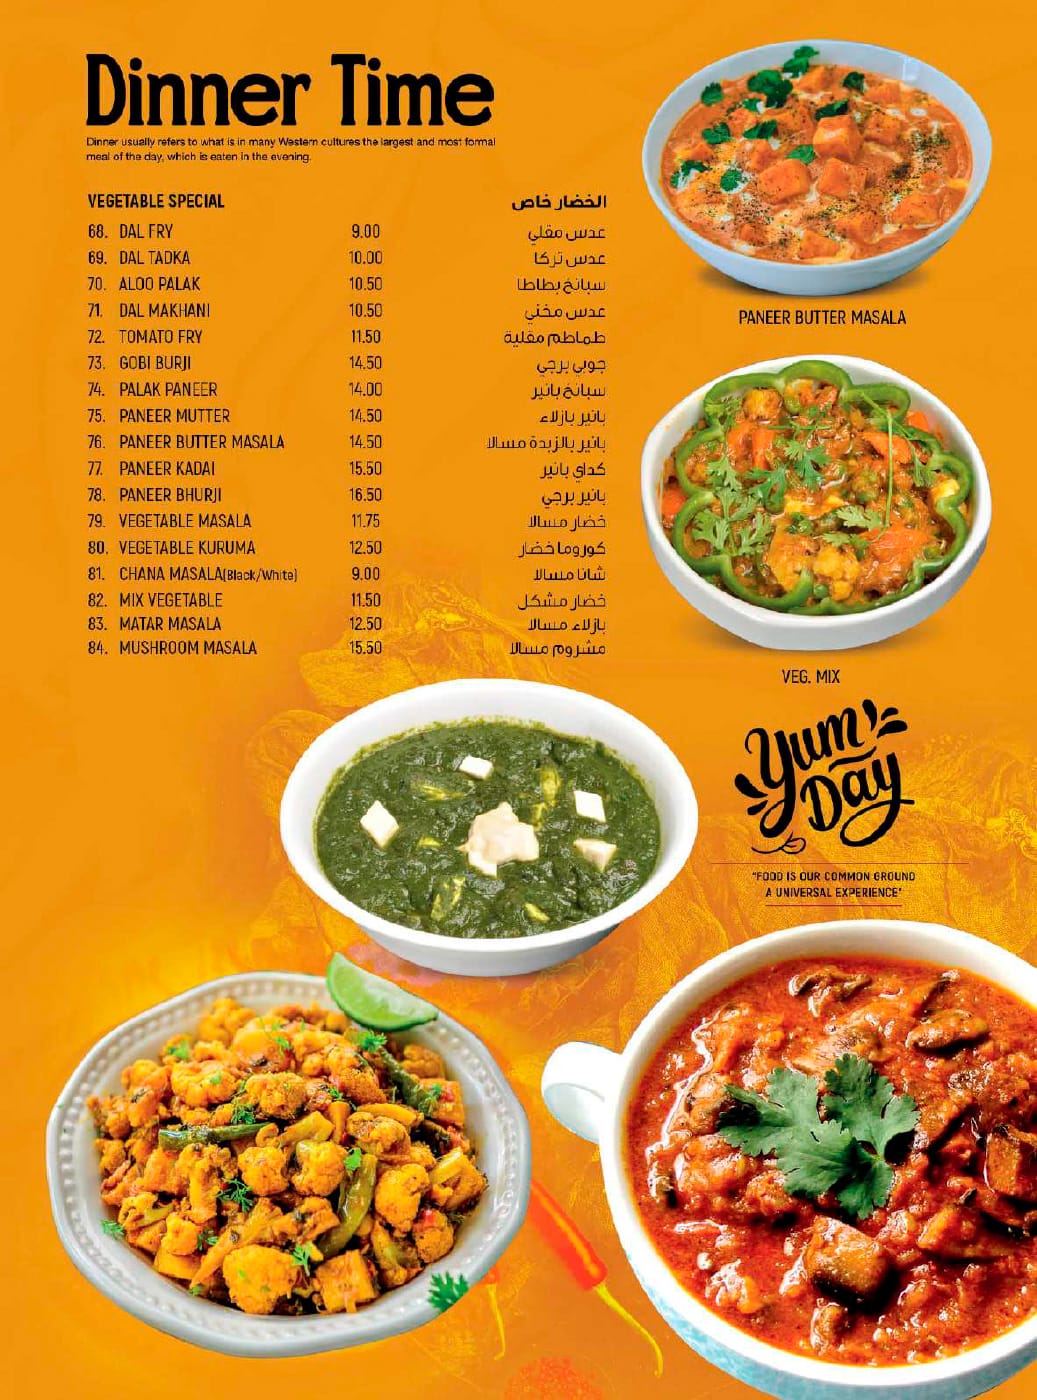 Dinner Time
Dinner usually refers to what is in many Western cultures the largest and most formal
meal of the day, which is eaten in the evening.
VEGETABLE SPECIAL الخضار خاص
68. DAL FRY 9.00 عدس مقلي
69. DAL TADKA 10.00 عدس تركا
70. ALOO PALAK 10.50 سبانخ بطاطا
71. DAL MAKHANI 10.50 عدس مخني
72. TOMATO FRY 11.50 طماطم مقلية
73. GOBI BURJI 14.50 جوبي برجي
74. PALAK PANEER 14.00 سبانخ بانير
75. PANEER MUTTER 14.50 بانير بازلاء
76. PANEER BUTTER MASALA 14.50 بانير بالزبدة مسالا
77. PANEER KADAI 15.50 كداي بانير
78. PANEER BHURJI 16.50 بانير برجي
79. VEGETABLE MASALA 11.75 خضار مسالا
80. VEGETABLE KURUMA 12.50 كوروما خضار
81. CHANA MASALA(Black/White) 9.00 شانا مسالا
82. MIX VEGETABLE 11.50 خضار مشكل
83. MATAR MASALA 12.50 بازلاء مسالا
84. MUSHROOM MASALA 15.50 مشروم مسالا
PANEER BUTTER MASALA
VEG. MIX
Yum
Day
"FOOD IS OUR COMMON GROUND
A UNIVERSAL EXPERIENCE"